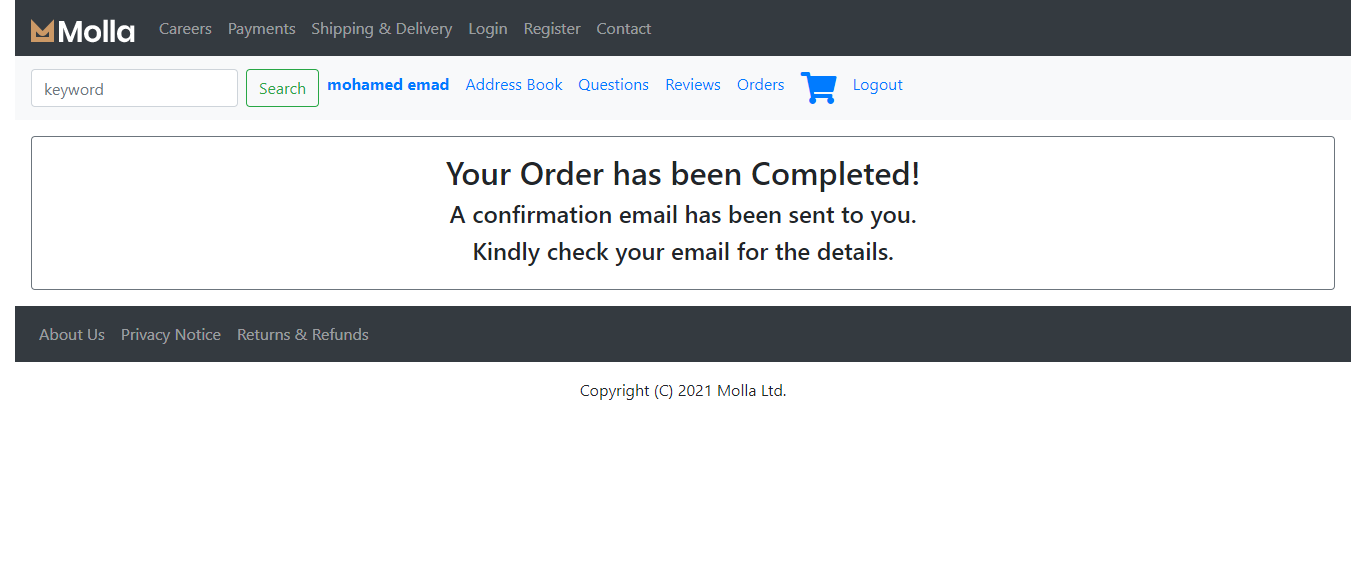 Molla Careers Payments Shipping & Delivery Login Register Contact
keyword Search mohamed emad Address Book Questions Reviews Orders Logout
Your Order has been Completed!
A confirmation email has been sent to you.
Kindly check your email for the details.
About Us Privacy Notice Returns & Refunds
Copyright (C) 2021 Molla Ltd.